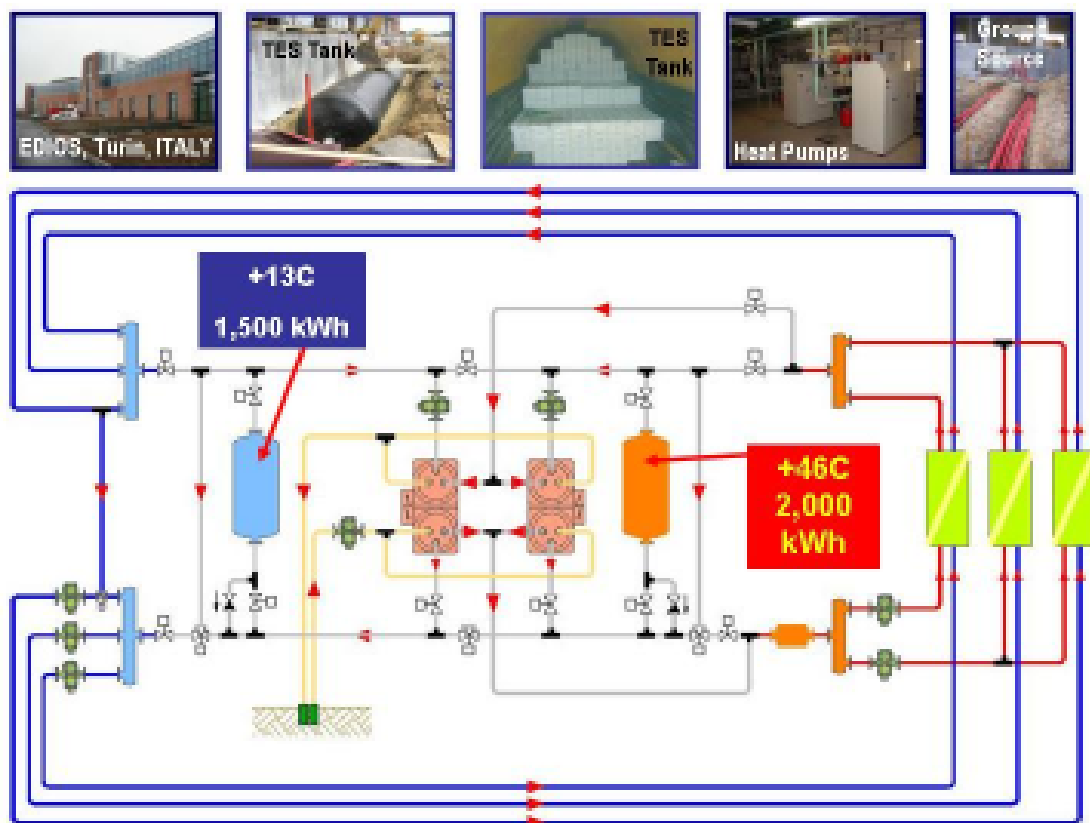 TES Tank
TES
Tank
Ground
Source
EDIOS, Turin, ITALY
Heat Pumps
+13C
1,500 kWh
+46C
2,000
kWh